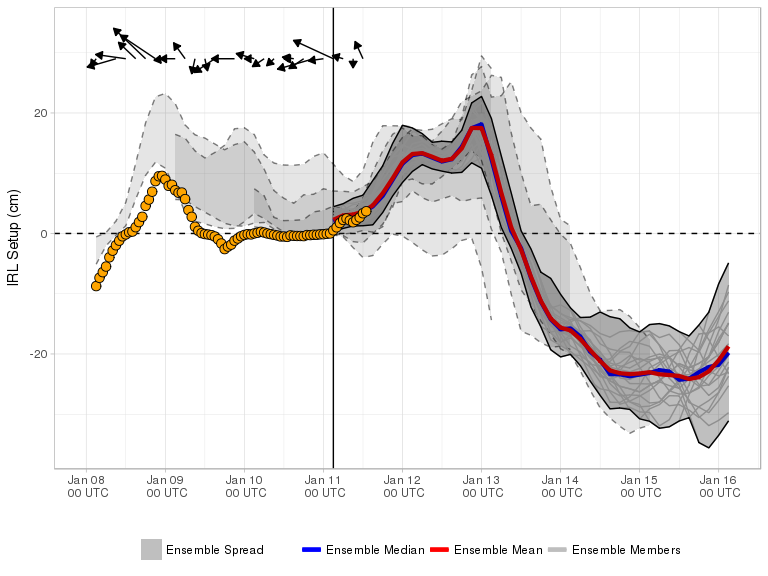 IRL Setup (cm)
20
0
-20
Jan 08 Jan 09 Jan 10 Jan 11 Jan 12 Jan 13 Jan 14 Jan 15 Jan 16
00 UTC 00 UTC 00 UTC 00 UTC 00 UTC 00 UTC 00 UTC 00 UTC 00 UTC
Ensemble Spread Ensemble Median Ensemble Mean Ensemble Members